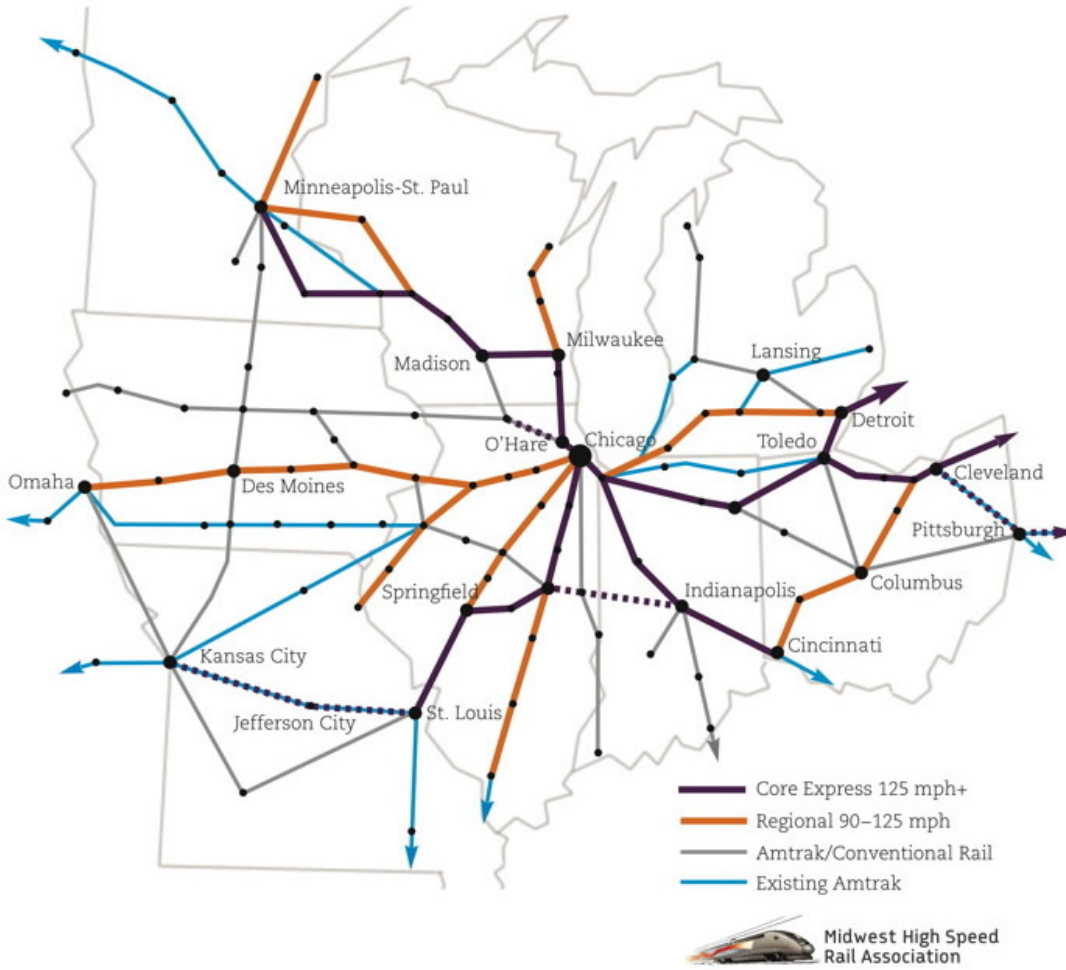 Minneapolis-St. Paul
Milwaukee
Madison
Lansing
Detroit
O'Hare
Chicago
Toledo
Cleveland
Omaha
Des Moines
Pittsburgh
Columbus
Springfield
Indianapolis
Cincinnati
Kansas City
Jefferson City
St. Louis
Core Express 125 mph+
Regional 90–125 mph
Amtrak/Conventional Rail
Existing Amtrak
Midwest High Speed
Rail Association